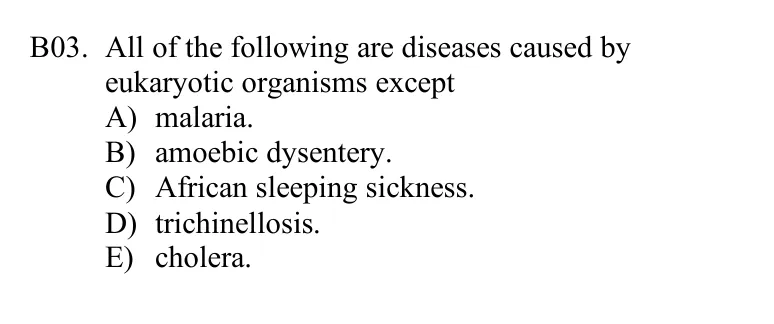 B03. All of the following are diseases caused by
eukaryotic organisms except
A) malaria.
B) amoebic dysentery.
C) African sleeping sickness.
D) trichinellosis.
E) cholera.